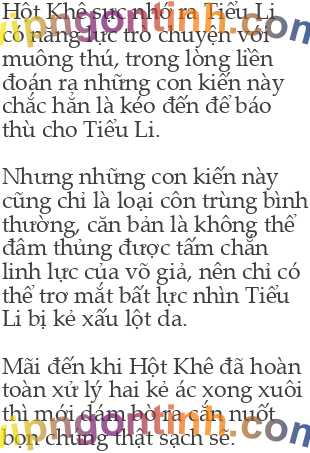 Hột Khê sực nhớ ra Tiểu Li
có năng lực trò chuyện với
muông thú, trong lòng liền
đoán ra những con kiến này
chắc hẳn là kéo đến để báo
thù cho Tiểu Li.
Nhưng những con kiến này
cũng chỉ là loại côn trùng bình
thường, căn bản là không thể
đâm thủng được tấm chắn
linh lực của võ giả, nên chỉ có
thể trơ mắt bất lực nhìn Tiểu
Li bị kẻ xấu lột da.
Mãi đến khi Hột Khê đã hoàn
toàn xử lý hai kẻ ác xong xuôi
thì mới dám bò ra cắn nuốt
bọn chúng thật sạch sẽ.
vipngontinh.com
vipngontinh.com